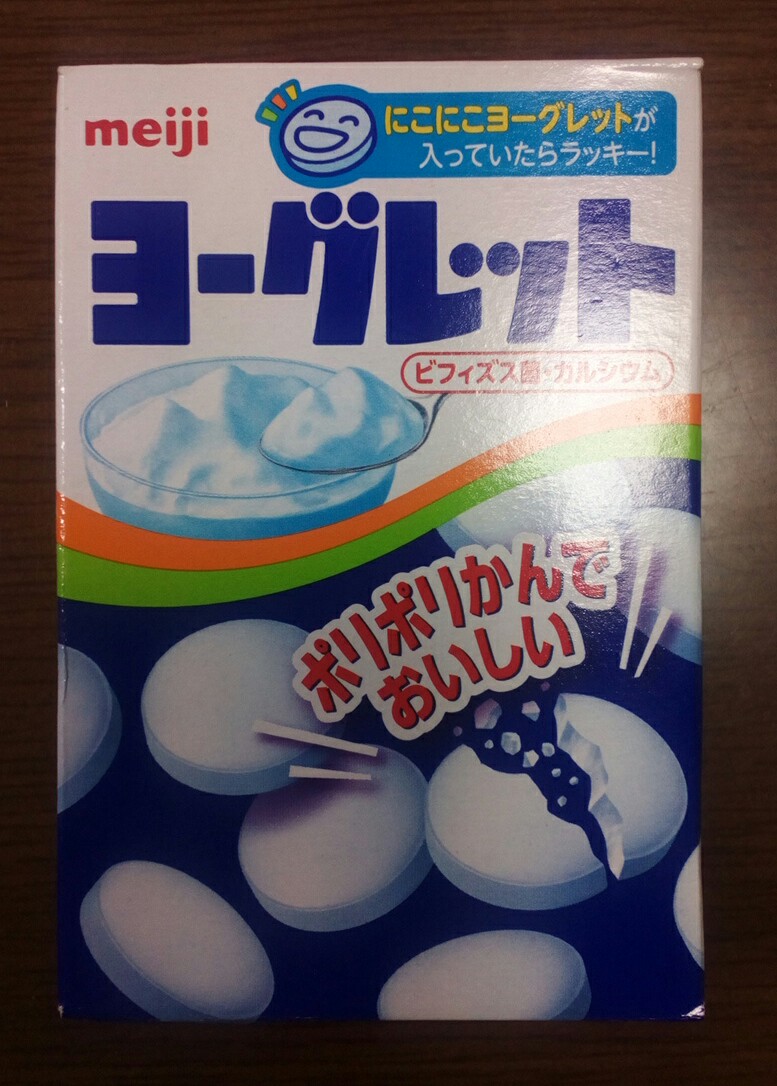 meiji
にこにこヨーグレットが
入っていたらラッキー!
ヨーグレット
ビフィズス菌・カルシウム
ポリポリかんで
おいしい